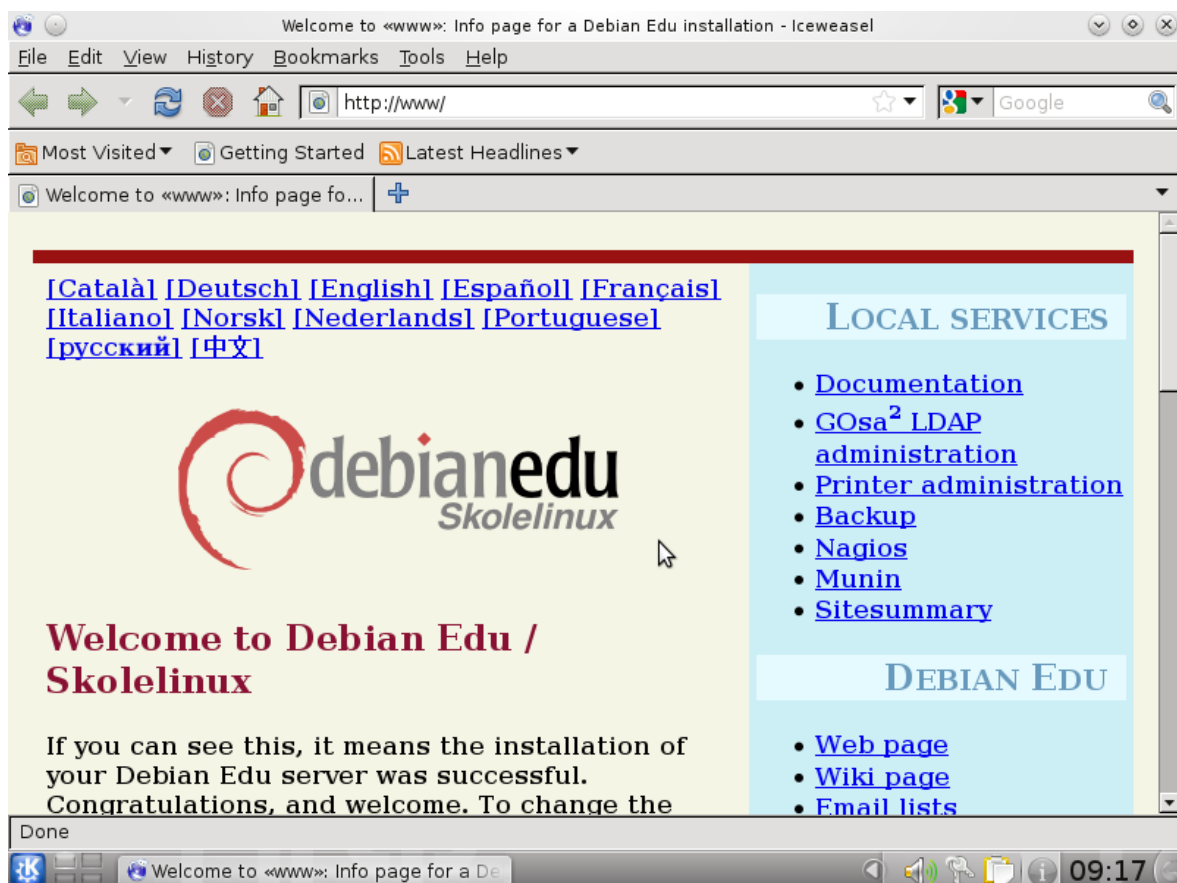 Welcome to «www»: Info page for a Debian Edu installation - Iceweasel
File Edit View History Bookmarks Tools Help
http://www/
Google
Most Visited Getting Started Latest Headlines
Welcome to «www»: Info page fo...
[Català] [Deutsch] [English] [Español] [Français]
[Italiano] [Norsk] [Nederlands] [Portuguese]
[русский] [中文]
debianedu
Skolelinux
Welcome to Debian Edu /
Skolelinux
If you can see this, it means the installation of
your Debian Edu server was successful.
Congratulations, and welcome. To change the
LOCAL SERVICES
Documentation
GOsa² LDAP
administration
Printer administration
Backup
Nagios
Munin
Sitesummary
DEBIAN EDU
Web page
Wiki page
Email lists
Done
Welcome to «www»: Info page for a De
09:17